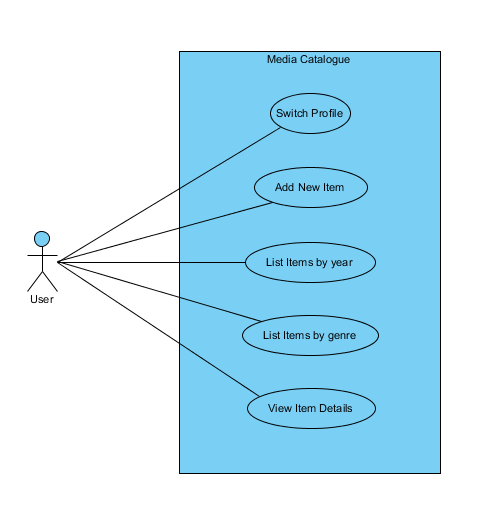 Media Catalogue
Switch Profile
Add New Item
List Items by year
User
List Items by genre
View Item Details